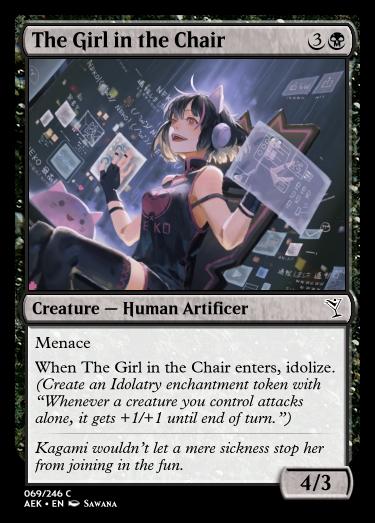 The Girl in the Chair 3
EKO
Creature — Human Artificer
Menace
When The Girl in the Chair enters, idolize.
(Create an Idolatry enchantment token with
“Whenever a creature you control attacks
alone, it gets +1/+1 until end of turn.”)
Kagami wouldn’t let a mere sickness stop her
from joining in the fun.
4/3
069/246 C
AEK • EN Sawana